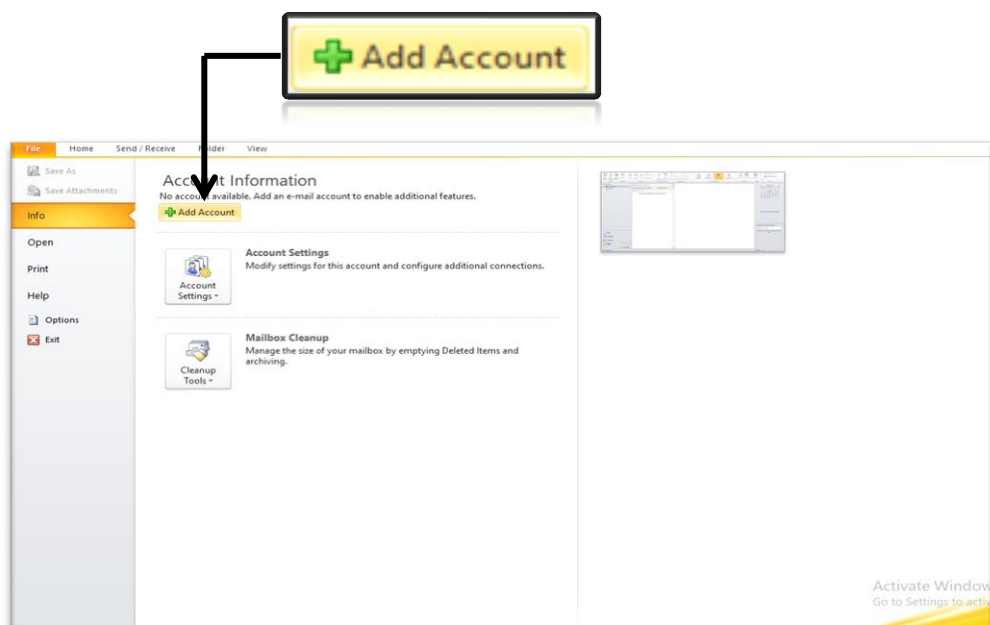 Add Account
File Home Send / Receive Folder View
Save As
Save Attachments
Info
Open
Print
Help
Options
Exit
Account Information
No account available. Add an e-mail account to enable additional features.
Add Account
Account Settings
Modify settings for this account and configure additional connections.
Account
Settings
Mailbox Cleanup
Manage the size of your mailbox by emptying Deleted Items and
archiving.
Cleanup
Tools
Activate Window
Go to Settings to activ